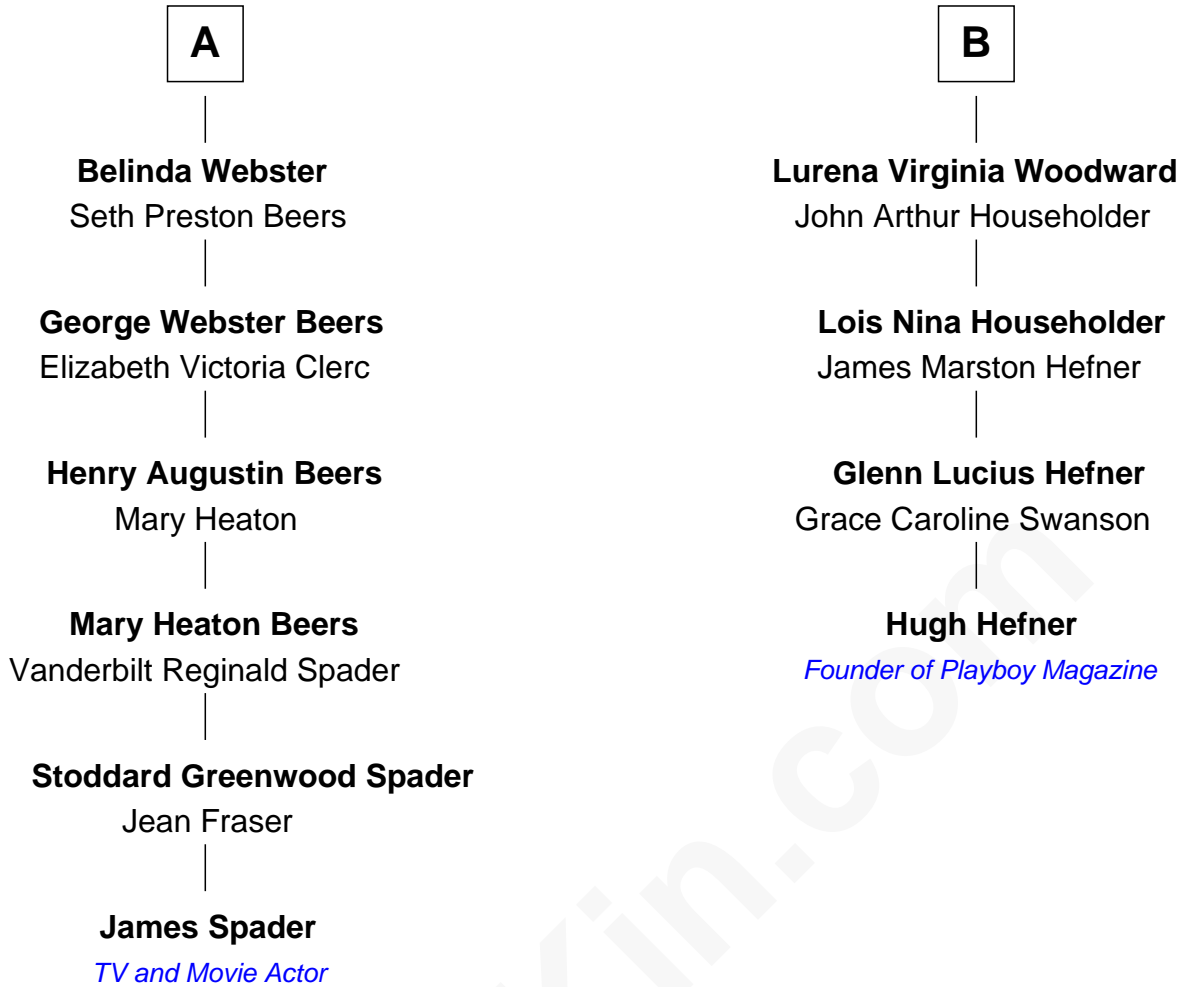 A
Belinda Webster
Seth Preston Beers
George Webster Beers
Elizabeth Victoria Clerc
Henry Augustin Beers
Mary Heaton
Mary Heaton Beers
Vanderbilt Reginald Spader
Stoddard Greenwood Spader
Jean Fraser
James Spader
TV and Movie Actor
B
Lurena Virginia Woodward
John Arthur Householder
Lois Nina Householder
James Marston Hefner
Glenn Lucius Hefner
Grace Caroline Swanson
Hugh Hefner
Founder of Playboy Magazine
Kin.com